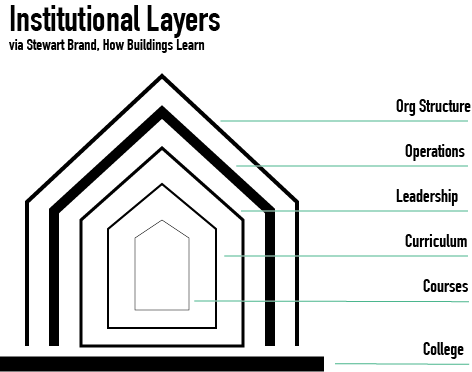 Institutional Layers
via Stewart Brand, How Buildings Learn
Org Structure
Operations
Leadership
Curriculum
Courses
College